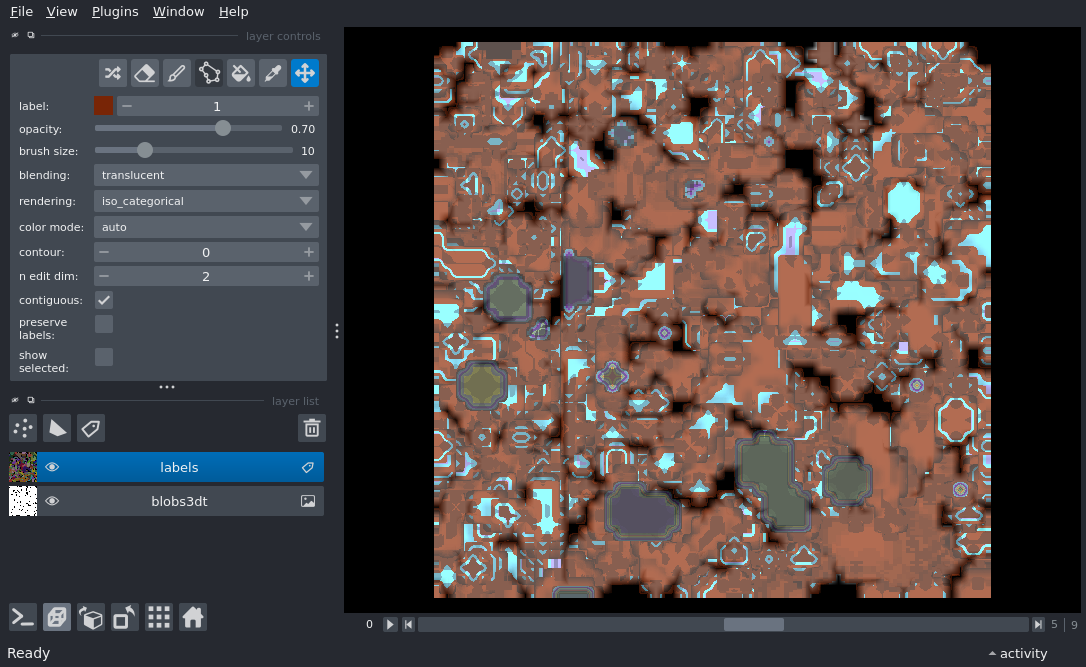 File View Plugins Window Help
layer controls
label: 1
opacity: 0.70
brush size: 10
blending: translucent
rendering: iso_categorical
color mode: auto
contour: 0
n edit dim: 2
contiguous:
preserve
labels:
show
selected:
layer list
labels
blobs3dt
0 5 9
Ready activity